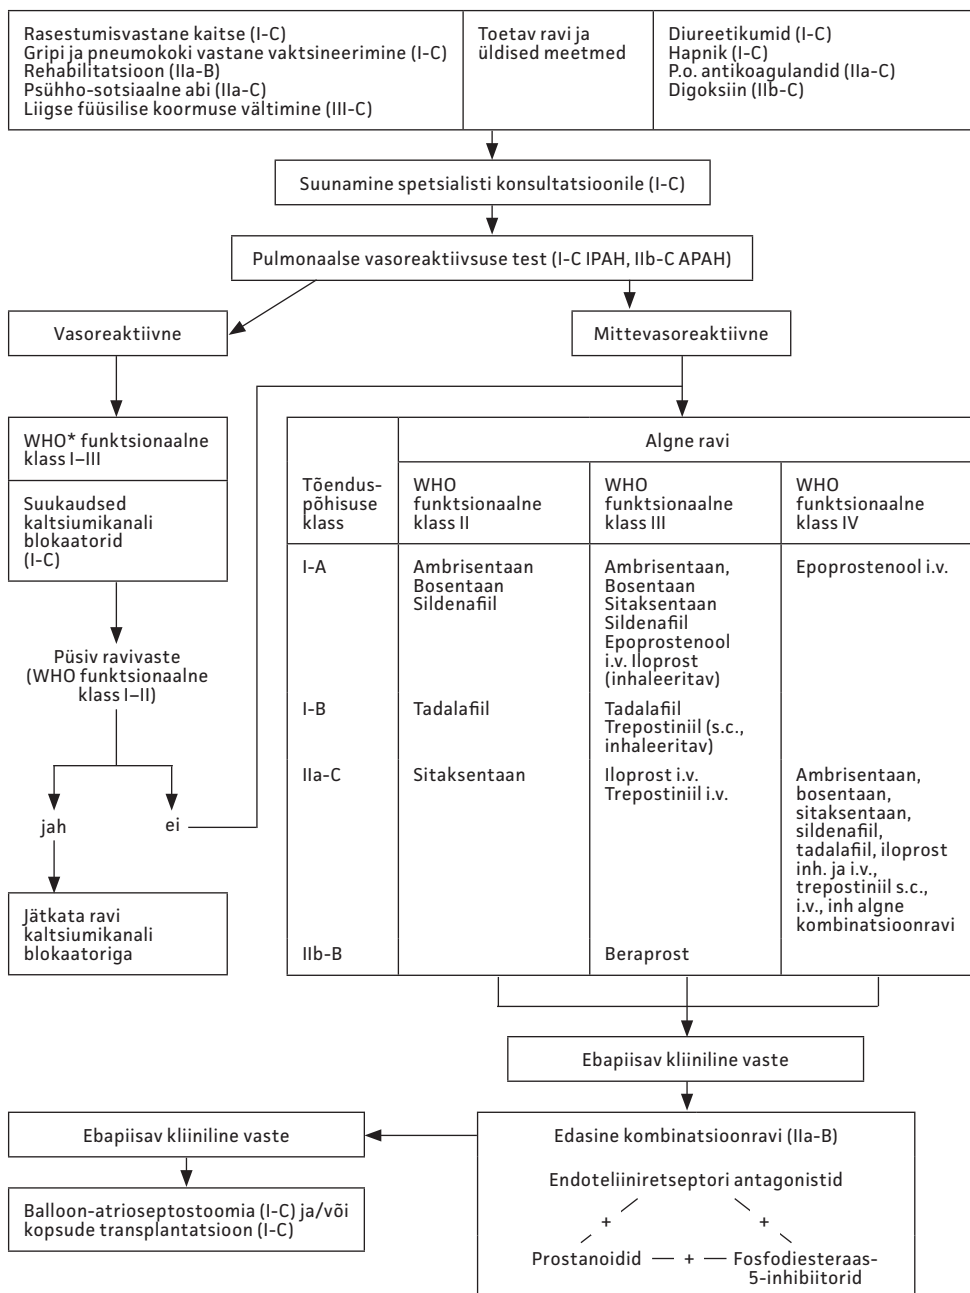 Rasestumisvastane kaitse (I-C)
Gripi ja pneumokoki vastane vaktsineerimine (I-C)
Rehabilitatsioon (IIa-B)
Psühho-sotsiaalne abi (IIa-C)
Liigse füüsilise koormuse vältimine (III-C)
Toetav ravi ja
üldised meetmed
Diureetikumid (I-C)
Hapnik (I-C)
P.o. antikoagulandid (IIa-C)
Digoksiin (IIb-C)
Suunamine spetsialisti konsultatsioonile (I-C)
Pulmonaalse vasoreaktiivsuse test (I-C IPAH, IIb-C APAH)
Vasoreaktiivne
Mittevasoreaktiivne
WHO* funktsionaalne
klass I–III
Suukaudsed
kaltsiumikanali
blokaatorid
(I-C)
Püsiv ravivaste
(WHO funktsionaalne
klass I–II)
jah
ei
Jätkata ravi
kaltsiumikanali
blokaatoriga
Tõendus-
põhisuse
klass
Algne ravi
WHO
funktsionaalne
klass II
WHO
funktsionaalne
klass III
WHO
funktsionaalne
klass IV
I-A
Ambrisentaan
Bosentaan
Sildenafiil
Ambrisentaan,
Bosentaan
Sitaksentaan
Sildenafiil
Epoprostenool
i.v. Iloprost
(inhaleeritav)
Epoprostenool i.v.
I-B
Tadalafiil
Tadalafiil
Trepostiniil (s.c.,
inhaleeritav)
IIa-C
Sitaksentaan
Iloprost i.v.
Trepostiniil i.v.
Ambrisentaan,
bosentaan,
sitaksentaan,
sildenafiil,
tadalafiil, iloprost
inh. ja i.v.,
trepostiniil s.c.,
i.v., inh algne
kombinatsioonravi
IIb-B
Beraprost
Ebapiisav kliiniline vaste
Edasine kombinatsioonravi (IIa-B)
Endoteliiniretseptori antagonistid
+
+
Prostanoidid
+
Fosfodiesteraas-
5-inhibiitorid
Ebapiisav kliiniline vaste
Balloon-atrioseptostoomia (I-C) ja/või
kopsude transplantatsioon (I-C)